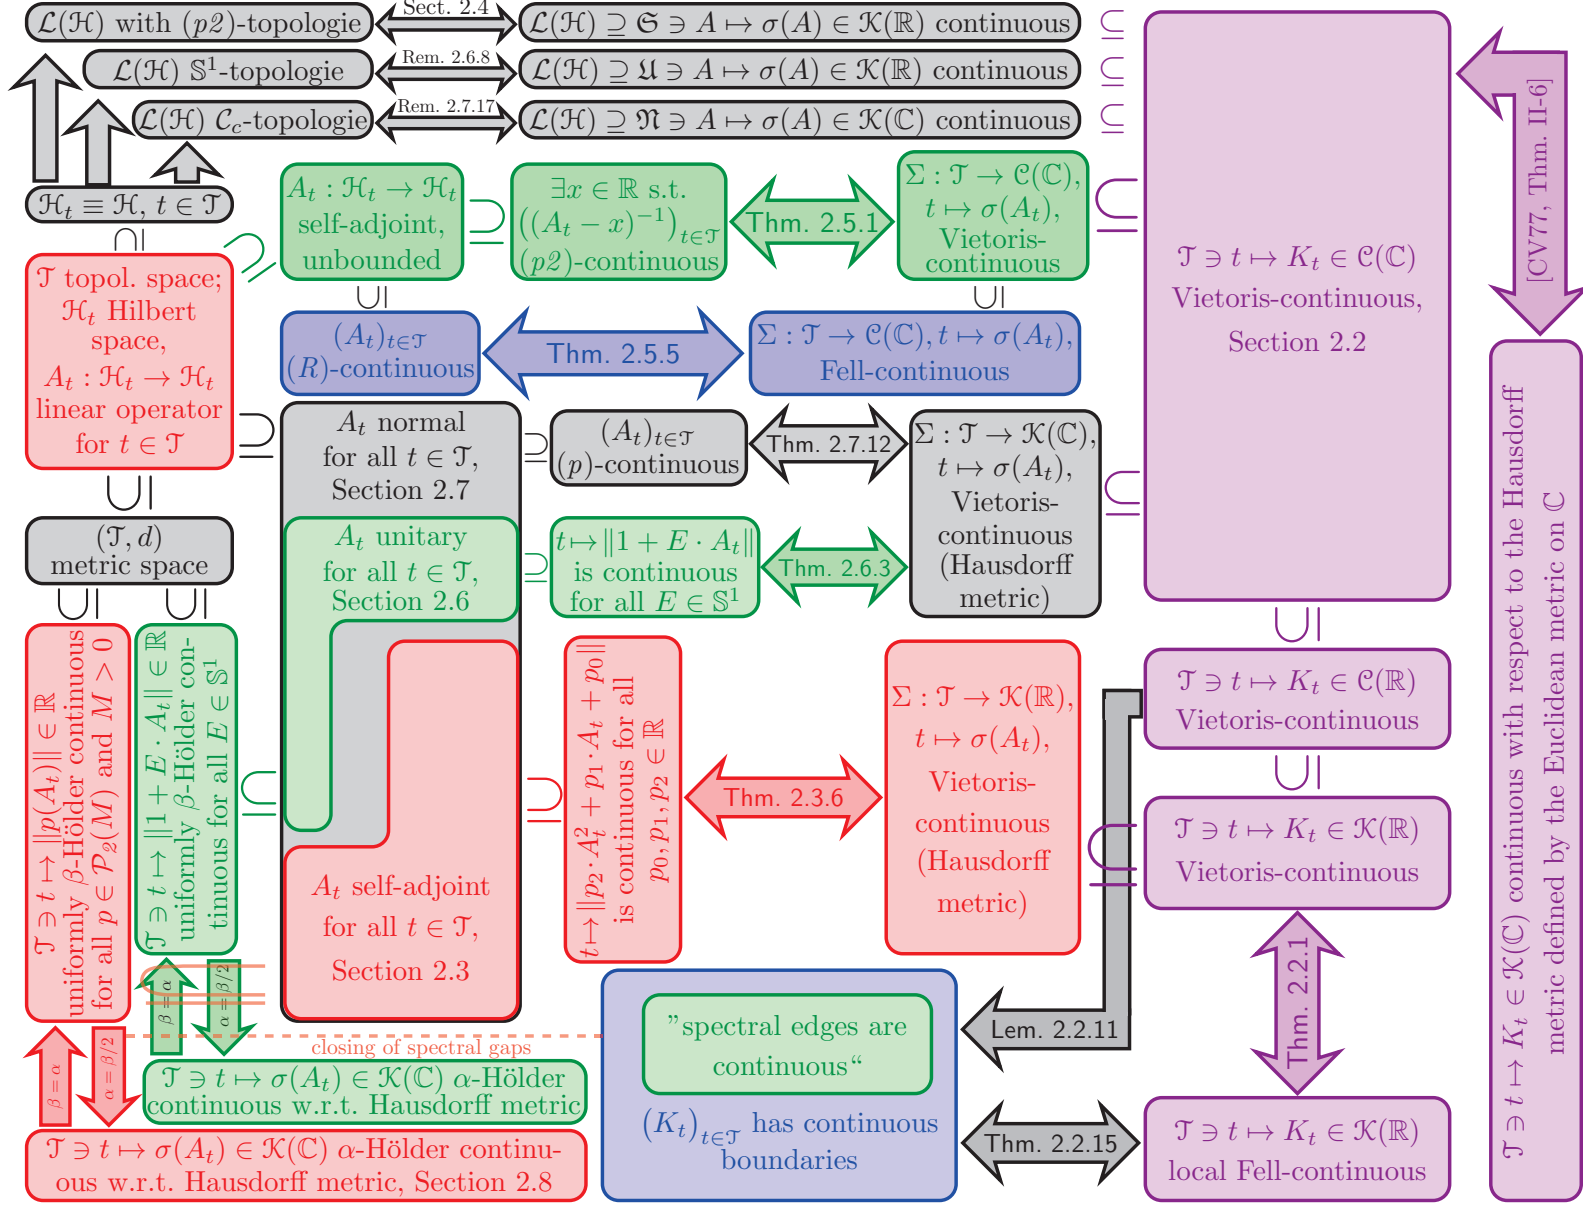 ℒ(ℋ) with (p2)-topologie
Sect. 2.4
ℒ(ℋ) ⊇ 𝔖 ∋ A ↦ σ(A) ∈ 𝒦(ℝ) continuous
⊆
ℒ(ℋ) 𝕊¹-topologie
Rem. 2.6.8
ℒ(ℋ) ⊇ 𝔘 ∋ A ↦ σ(A) ∈ 𝒦(ℝ) continuous
⊆
ℒ(ℋ) 𝒞_c-topologie
Rem. 2.7.17
ℒ(ℋ) ⊇ 𝔑 ∋ A ↦ σ(A) ∈ 𝒦(ℂ) continuous
⊆
ℋ_t ≡ ℋ, t ∈ 𝒯
A_t : ℋ_t → ℋ_t
self-adjoint,
unbounded
⊇
∃x ∈ ℝ s.t.
((A_t − x)⁻¹)_{t∈𝒯}
(p2)-continuous
Thm. 2.5.1
Σ : 𝒯 → 𝒞(ℂ),
t ↦ σ(A_t),
Vietoris-
continuous
⊆
𝒯 ∋ t ↦ K_t ∈ 𝒞(ℂ)
Vietoris-continuous,
Section 2.2
[CV77, Thm. II-6]
𝒯 topol. space;
ℋ_t Hilbert
space,
A_t : ℋ_t → ℋ_t
linear operator
for t ∈ 𝒯
⊇
⊇
(A_t)_{t∈𝒯}
(R)-continuous
Thm. 2.5.5
Σ : 𝒯 → 𝒞(ℂ), t ↦ σ(A_t),
Fell-continuous
A_t normal
for all t ∈ 𝒯,
Section 2.7
⊇
(A_t)_{t∈𝒯}
(p)-continuous
Thm. 2.7.12
Σ : 𝒯 → 𝒦(ℂ),
t ↦ σ(A_t),
Vietoris-
continuous
(Hausdorff
metric)
⊆
(𝒯, d)
metric space
A_t unitary
for all t ∈ 𝒯,
Section 2.6
⊇
t ↦ ‖1 + E · A_t‖
is continuous
for all E ∈ 𝕊¹
Thm. 2.6.3
𝒯 ∋ t ↦ ‖p(A_t)‖ ∈ ℝ
uniformly β-Hölder continuous
for all p ∈ 𝒫₂(M) and M > 0
𝒯 ∋ t ↦ ‖1 + E · A_t‖ ∈ ℝ
uniformly β-Hölder con-
tinuous for all E ∈ 𝕊¹
⊆
A_t self-adjoint
for all t ∈ 𝒯,
Section 2.3
⊇
t ↦ ‖p₂ · A_t² + p₁ · A_t + p₀‖
is continuous for all
p₀, p₁, p₂ ∈ ℝ
Thm. 2.3.6
Σ : 𝒯 → 𝒦(ℝ),
t ↦ σ(A_t),
Vietoris-
continuous
(Hausdorff
metric)
⊆
𝒯 ∋ t ↦ K_t ∈ 𝒞(ℝ)
Vietoris-continuous
𝒯 ∋ t ↦ K_t ∈ 𝒦(ℝ)
Vietoris-continuous
Thm. 2.2.1
𝒯 ∋ t ↦ K_t ∈ 𝒦(ℝ)
local Fell-continuous
𝒯 ∋ t ↦ K_t ∈ 𝒦(ℂ) continuous with respect to the Hausdorff
metric defined by the Euclidean metric on ℂ
β = α
α = β/2
β = α
α = β/2
closing of spectral gaps
𝒯 ∋ t ↦ σ(A_t) ∈ 𝒦(ℂ) α-Hölder
continuous w.r.t. Hausdorff metric
𝒯 ∋ t ↦ σ(A_t) ∈ 𝒦(ℂ) α-Hölder continu-
ous w.r.t. Hausdorff metric, Section 2.8
"spectral edges are
continuous“
(K_t)_{t∈𝒯} has continuous
boundaries
Lem. 2.2.11
Thm. 2.2.15